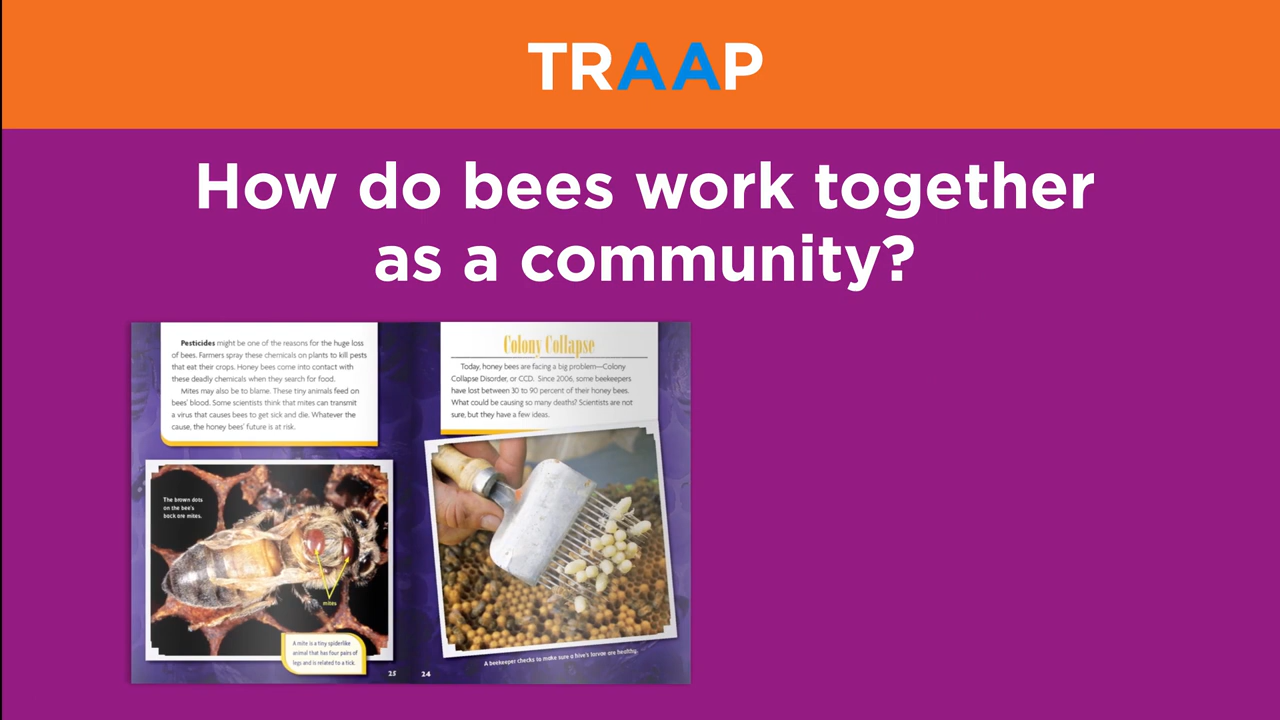 TRAAP
How do bees work together
as a community?
Pesticides might be one of the reasons for the huge loss
of bees. Farmers spray these chemicals on plants to kill pests
that eat their crops. Honey bees come into contact with
these deadly chemicals when they search for food.
Mites may also be to blame. These tiny animals feed on
bees' blood. Some scientists think that mites can transmit
a virus that causes bees to get sick and die. Whatever the
cause, the honey bees' future is at risk.
The brown dots
on the bee's
back are mites.
mites
A mite is a tiny spiderlike
animal that has four pairs of
legs and is related to a tick.
25
Colony Collapse
Today, honey bees are facing a big problem—Colony
Collapse Disorder, or CCD. Since 2006, some beekeepers
have lost between 30 to 90 percent of their honey bees.
What could be causing so many deaths? Scientists are not
sure, but they have a few ideas.
A beekeeper checks to make sure a hive's larvae are healthy.
24